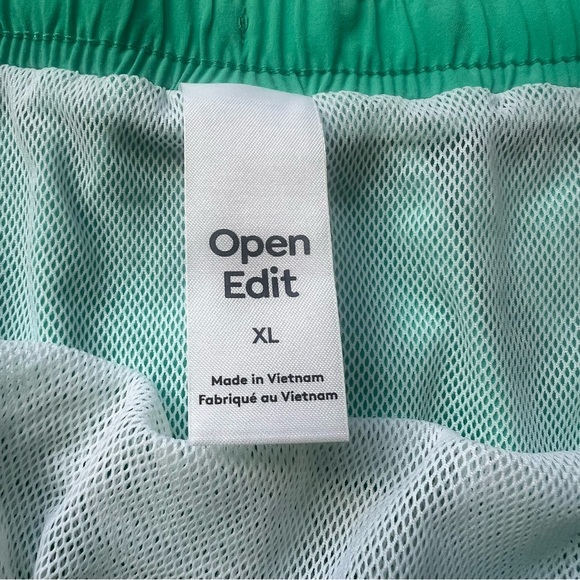 Open
Edit
XL
Made in Vietnam
Fabriqué au Vietnam